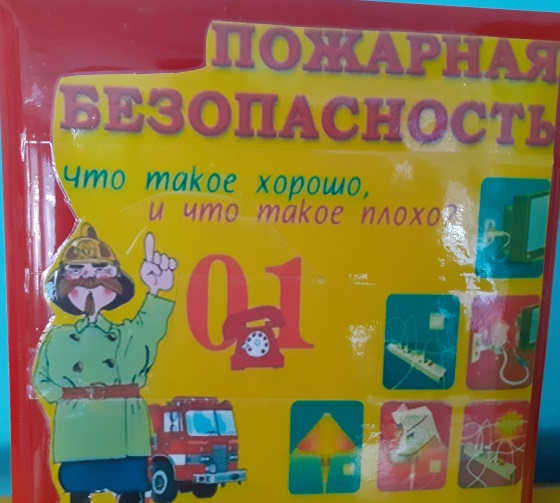 ПОЖАРНАЯ
БЕЗОПАСНОСТЬ
что такое хорошо,
и что такое плохо?
01